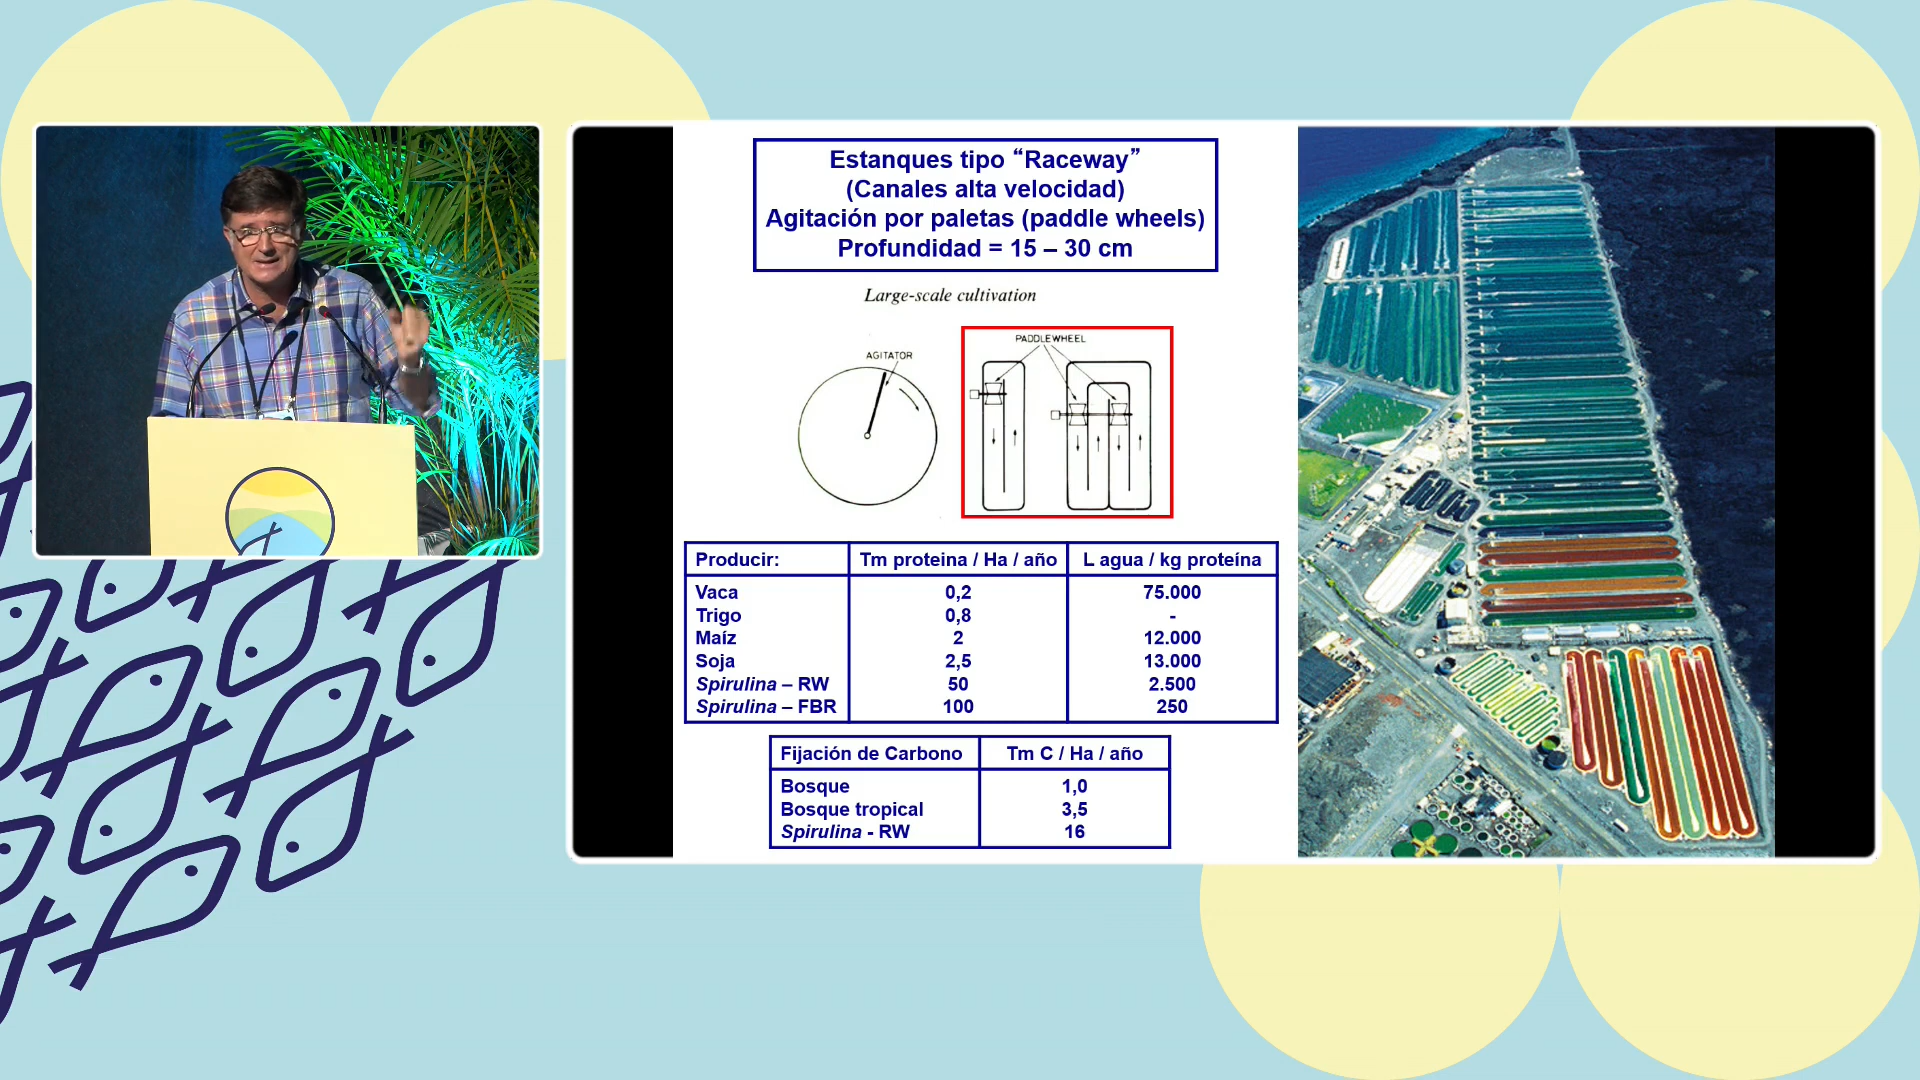 Estanques tipo “Raceway”
(Canales alta velocidad)
Agitación por paletas (paddle wheels)
Profundidad = 15 – 30 cm
Large-scale cultivation
AGITATOR
PADDLEWHEEL
Producir: Tm proteina / Ha / año L agua / kg proteína
Vaca 0,2 75.000
Trigo 0,8 -
Maíz 2 12.000
Soja 2,5 13.000
Spirulina – RW 50 2.500
Spirulina – FBR 100 250
Fijación de Carbono Tm C / Ha / año
Bosque 1,0
Bosque tropical 3,5
Spirulina - RW 16